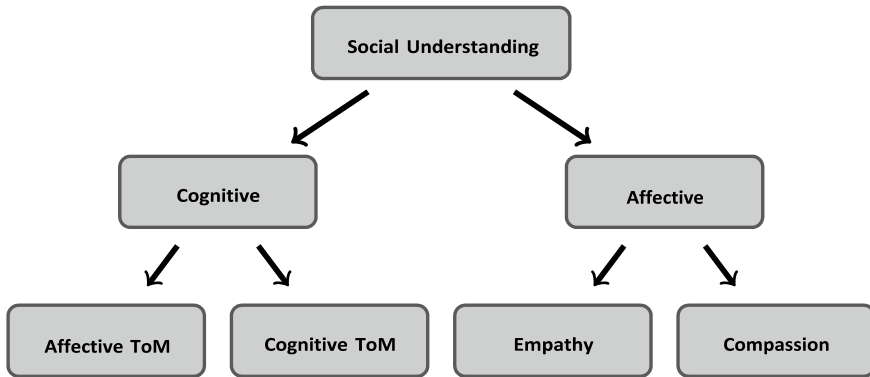 Social Understanding
Cognitive
Affective
Affective ToM
Cognitive ToM
Empathy
Compassion